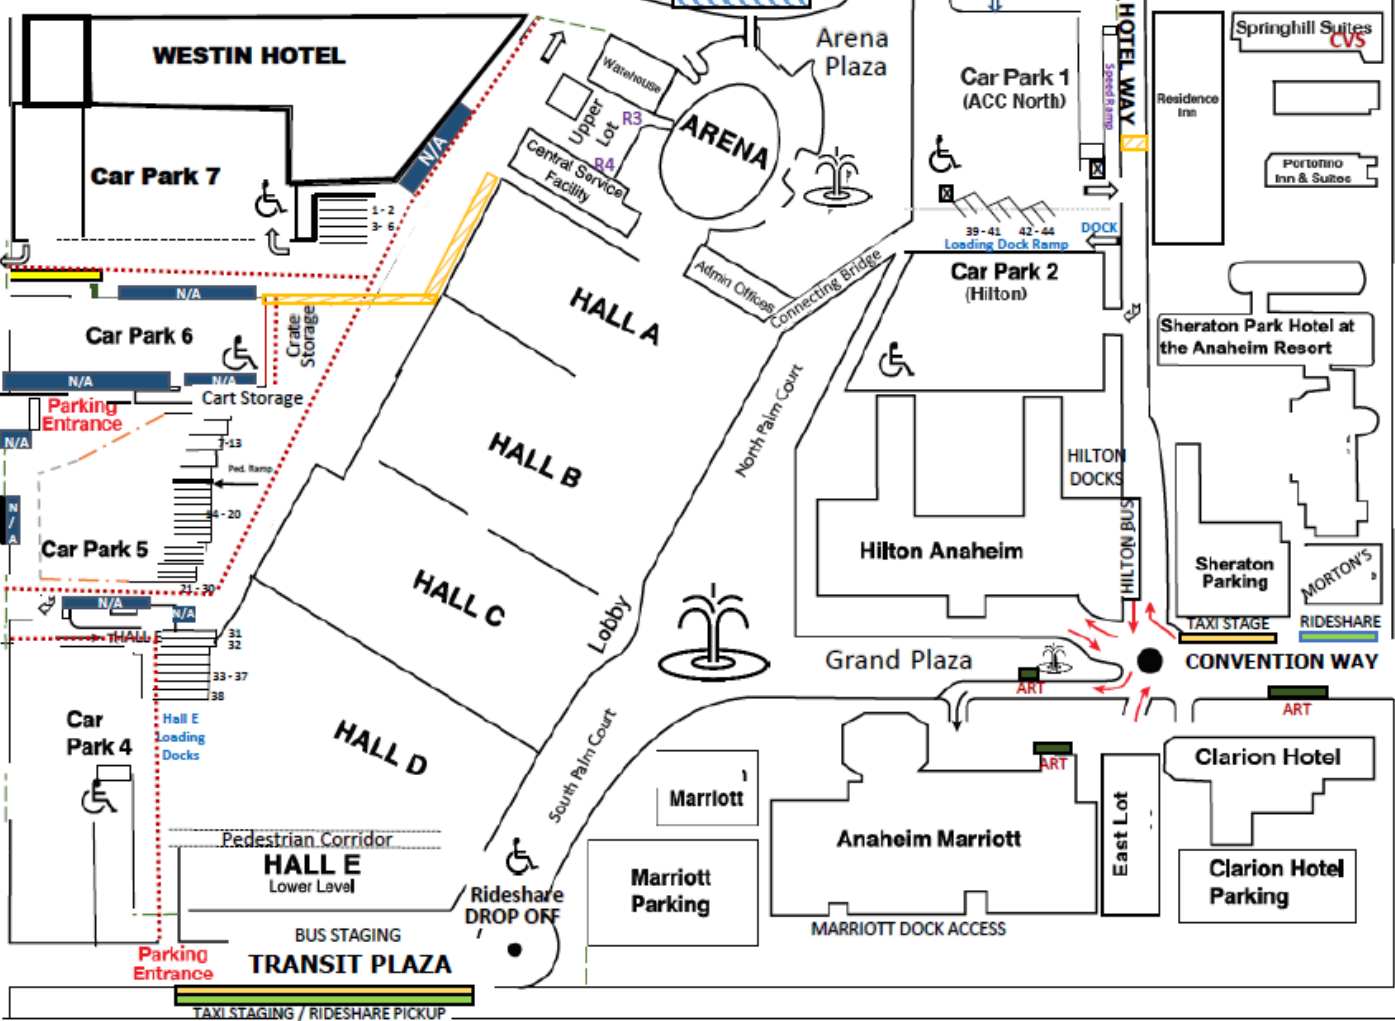 WESTIN HOTEL
Car Park 7
N/A
1 - 2
3- 6
N/A
Car Park 6
Crate
Storage
N/A
N/A
Cart Storage
Parking
Entrance
N/A
7-13
Ped. Ramp
N
/
A
14 - 20
Car Park 5
21 - 30
N/A
N/A
HALL E
31
32
33 - 37
38
Car
Park 4
Hall E
Loading
Docks
Pedestrian Corridor
HALL E
Lower Level
BUS STAGING
Parking
Entrance
TRANSIT PLAZA
TAXI STAGING / RIDESHARE PICKUP
Warehouse
Upper
Lot
R3
R4
Central Service
Facility
ARENA
Arena
Plaza
Admin Offices
Connecting Bridge
HALL A
HALL B
HALL C
HALL D
Lobby
North Palm Court
South Palm Court
Rideshare
DROP OFF
Car Park 1
(ACC North)
Speed Ramp
HOTEL WAY
X
X
39 - 41
42 - 44
DOCK
Loading Dock Ramp
Car Park 2
(Hilton)
HILTON
DOCKS
HILTON BUS
Hilton Anaheim
Grand Plaza
ART
Residence
Inn
Springhill Suites
CVS
Portofino
Inn & Suites
Sheraton Park Hotel at
the Anaheim Resort
Sheraton
Parking
MORTON'S
TAXI STAGE
RIDESHARE
CONVENTION WAY
ART
ART
Marriott
Marriott
Parking
Anaheim Marriott
MARRIOTT DOCK ACCESS
East Lot
Clarion Hotel
Clarion Hotel
Parking